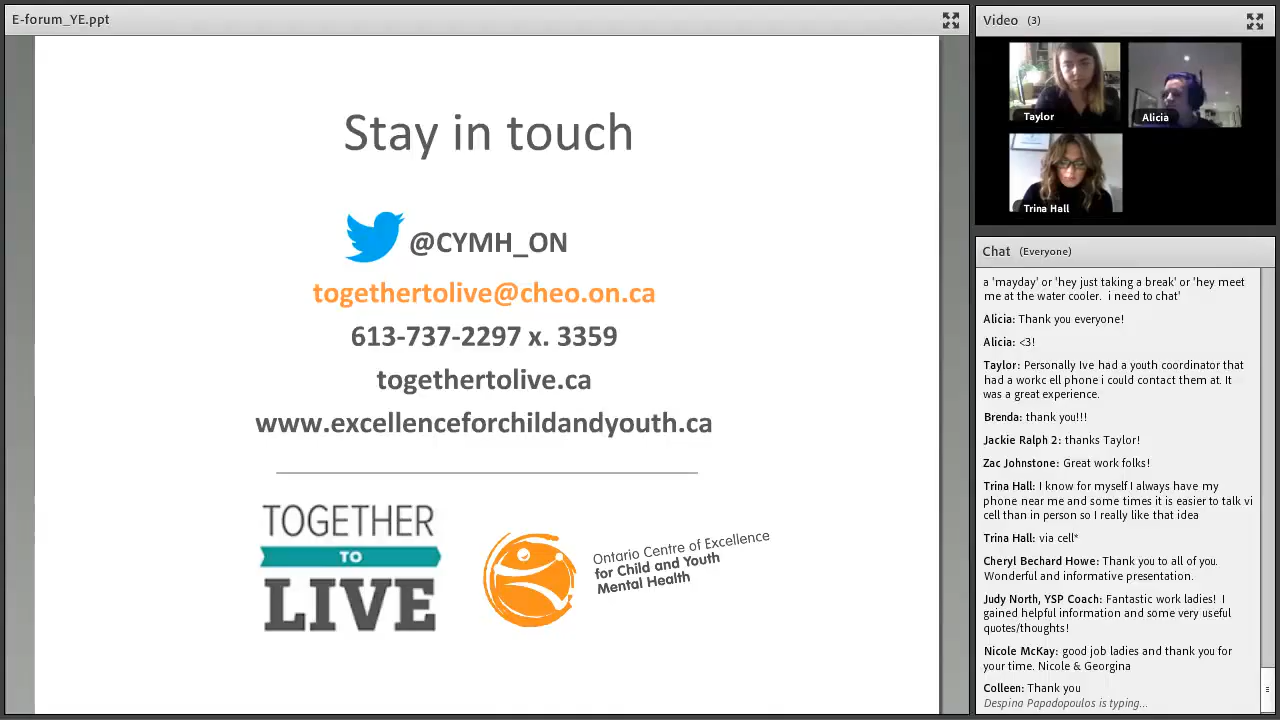 E-forum_YE.ppt
Stay in touch
@CYMH_ON
togethertolive@cheo.on.ca
613-737-2297 x. 3359
togethertolive.ca
www.excellenceforchildandyouth.ca
TOGETHER
TO
LIVE
Ontario Centre of Excellence
for Child and Youth
Mental Health
Video (3)
Taylor
Alicia
Trina Hall
Chat (Everyone)
a 'mayday' or 'hey just taking a break' or 'hey meet
me at the water cooler.  i need to chat'
Alicia: Thank you everyone!
Alicia: <3!
Taylor: Personally Ive had a youth coordinator that
had a workc ell phone i could contact them at. It
was a great experience.
Brenda: thank you!!!
Jackie Ralph 2: thanks Taylor!
Zac Johnstone: Great work folks!
Trina Hall: I know for myself I always have my
phone near me and some times it is easier to talk vi
cell than in person so I really like that idea
Trina Hall: via cell*
Cheryl Bechard Howe: Thank you to all of you.
Wonderful and informative presentation.
Judy North, YSP Coach: Fantastic work ladies!  I
gained helpful information and some very useful
quotes/thoughts!
Nicole McKay: good job ladies and thank you for
your time. Nicole & Georgina
Colleen: Thank you
Despina Papadopoulos is typing...